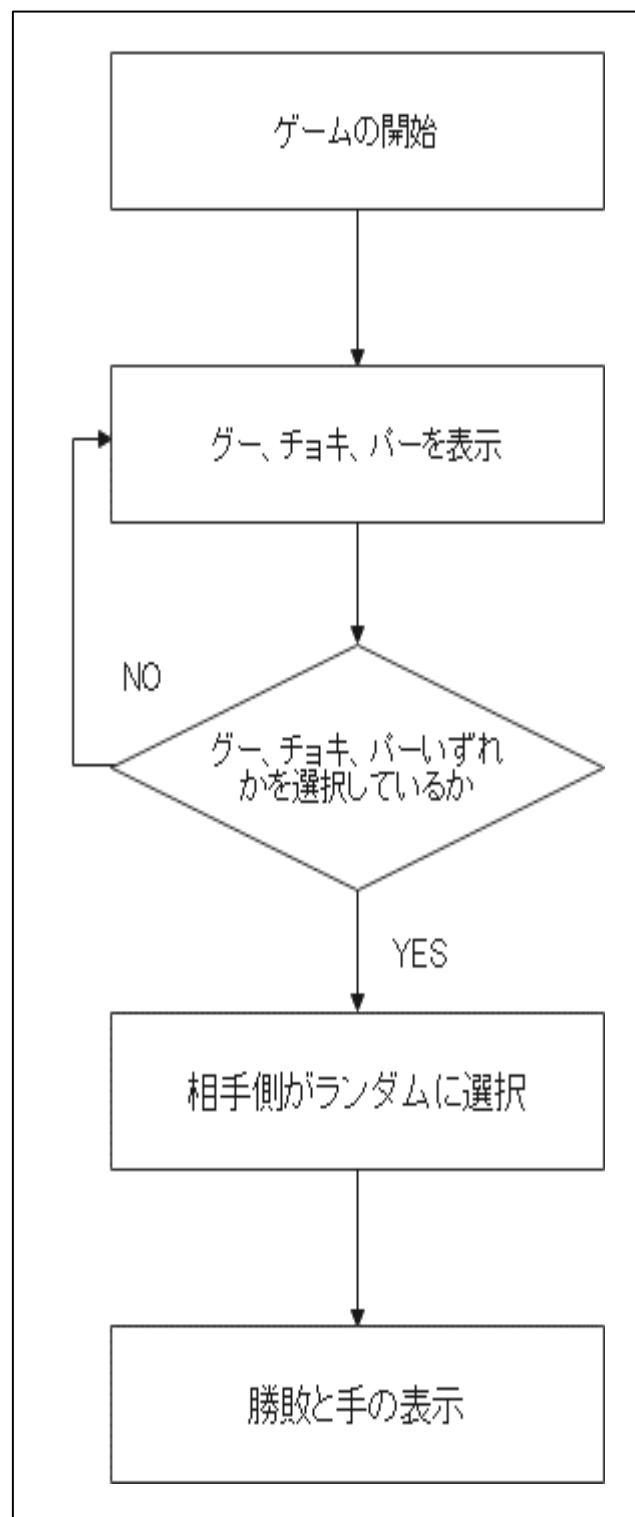 ゲームの開始
グー、チョキ、パーを表示
NO
グー、チョキ、パーいずれ
かを選択しているか
YES
相手側がランダムに選択
勝敗と手の表示